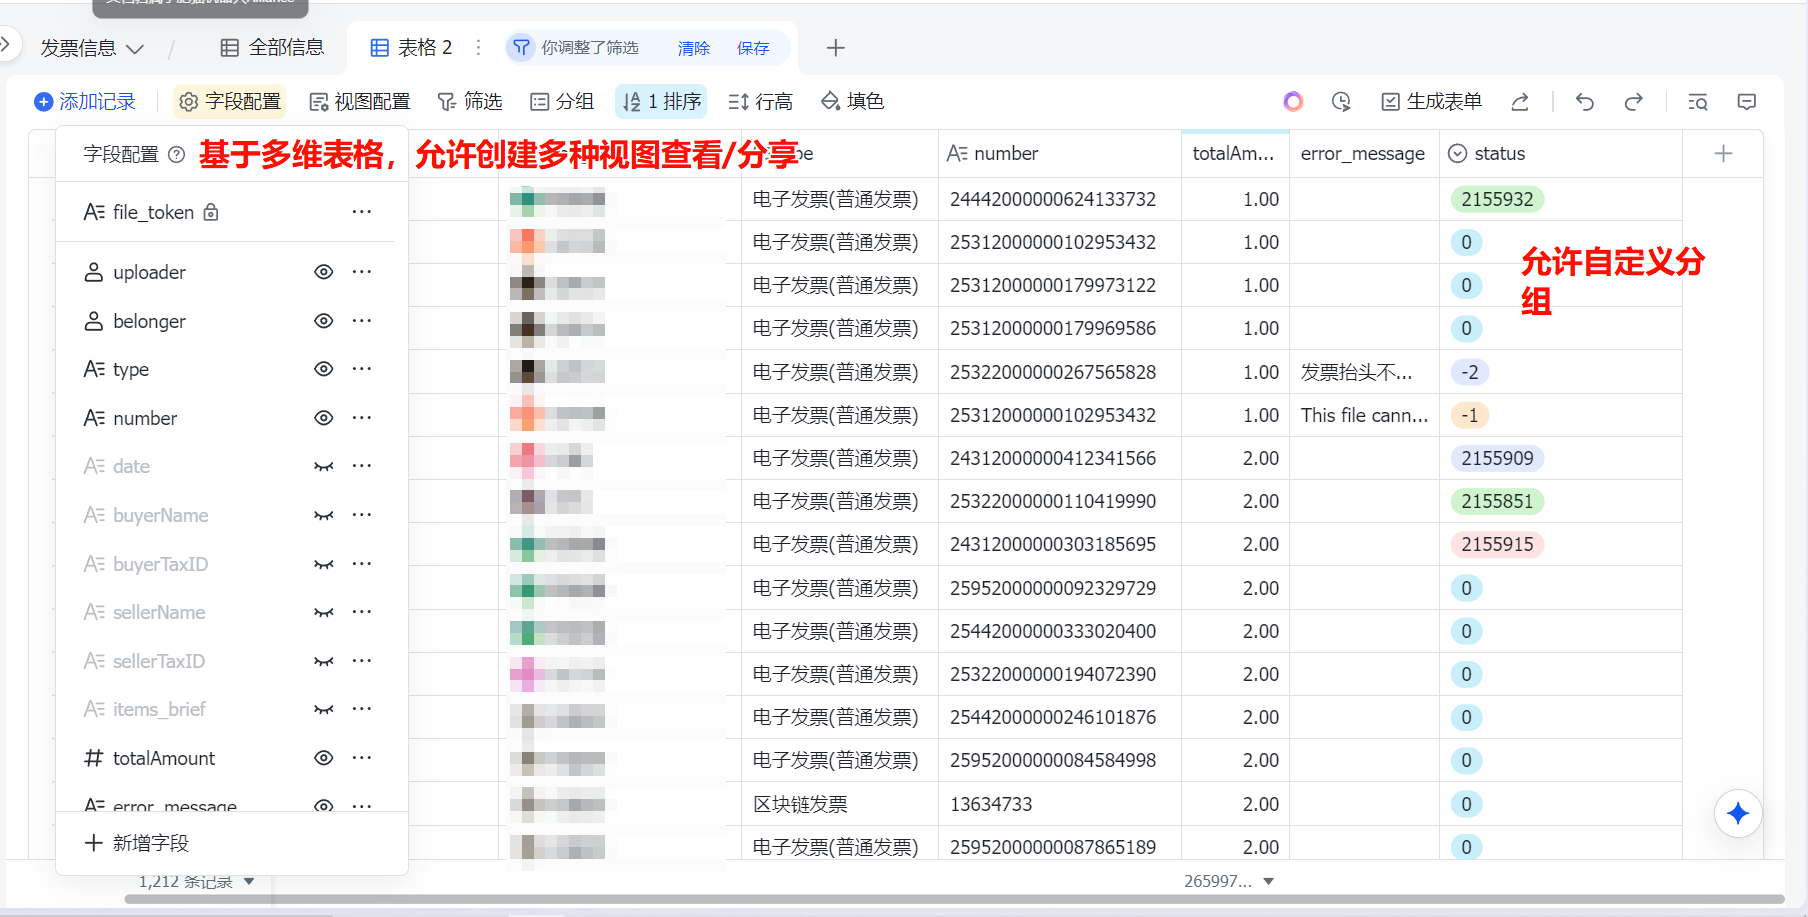 发票信息 全部信息 表格 2 你调整了筛选 清除 保存
添加记录 字段配置 视图配置 筛选 分组 1 排序 行高 填色 生成表单
字段配置 基于多维表格，允许创建多种视图查看/分享 number totalAm... error_message status
file_token
uploader
belonger
type
number
date
buyerName
buyerTaxID
sellerName
sellerTaxID
items_brief
totalAmount
error_message
新增字段
电子发票(普通发票) 24442000000624133732 1.00 2155932
电子发票(普通发票) 25312000000102953432 1.00 0
允许自定义分
组
电子发票(普通发票) 25312000000179973122 1.00 0
电子发票(普通发票) 25312000000179969586 1.00 0
电子发票(普通发票) 25322000000267565828 1.00 发票抬头不... -2
电子发票(普通发票) 25312000000102953432 1.00 This file cann... -1
电子发票(普通发票) 24312000000412341566 2.00 2155909
电子发票(普通发票) 25322000000110419990 2.00 2155851
电子发票(普通发票) 24312000000303185695 2.00 2155915
电子发票(普通发票) 25952000000092329729 2.00 0
电子发票(普通发票) 25442000000333020400 2.00 0
电子发票(普通发票) 25322000000194072390 2.00 0
电子发票(普通发票) 25442000000246101876 2.00 0
电子发票(普通发票) 25952000000084584998 2.00 0
区块链发票 13634733 2.00 0
电子发票(普通发票) 25952000000087865189 2.00 0
1,212 条记录 265997...